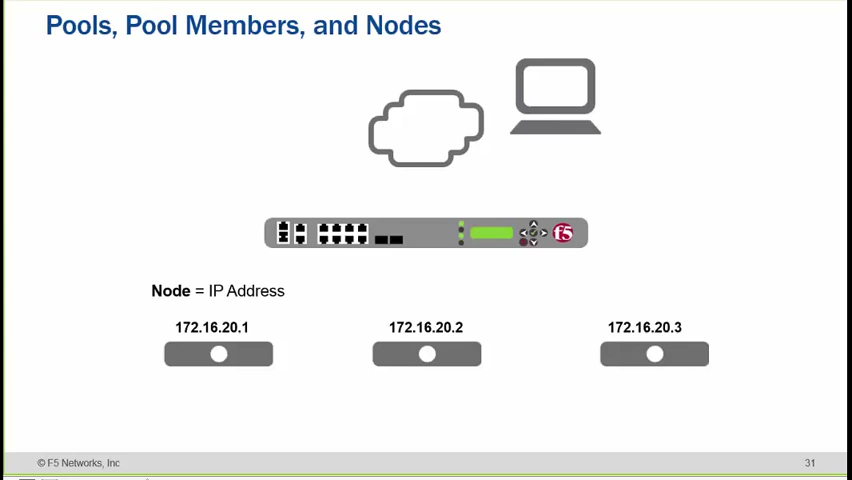 Pools, Pool Members, and Nodes
f5
Node = IP Address
172.16.20.1
172.16.20.2
172.16.20.3
© F5 Networks, Inc
31